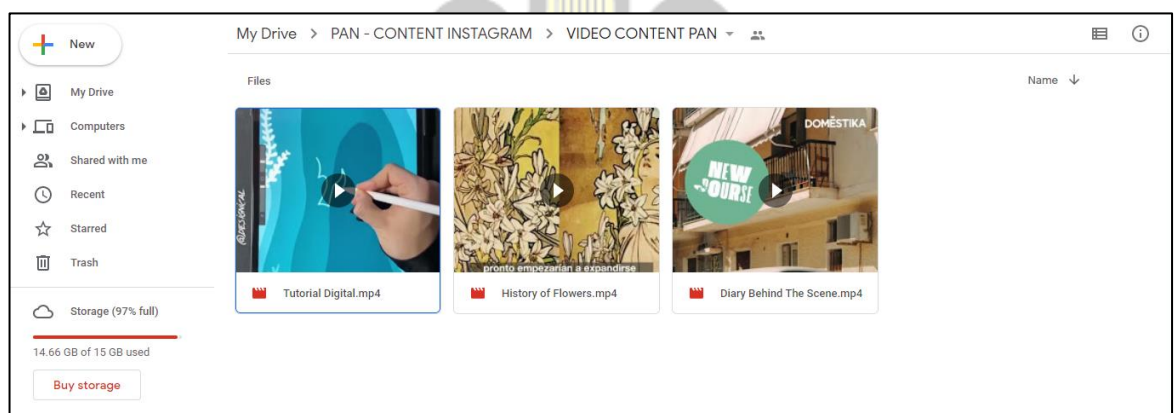 New
My Drive
Computers
Shared with me
Recent
Starred
Trash
Storage (97% full)
14.66 GB of 15 GB used
Buy storage
My Drive > PAN - CONTENT INSTAGRAM > VIDEO CONTENT PAN
Files
Name
@DESIGNICAL
Tutorial Digital.mp4
pronto empezarían a expandirse
History of Flowers.mp4
DOMESTIKA
NEW
COURSE
Diary Behind The Scene.mp4